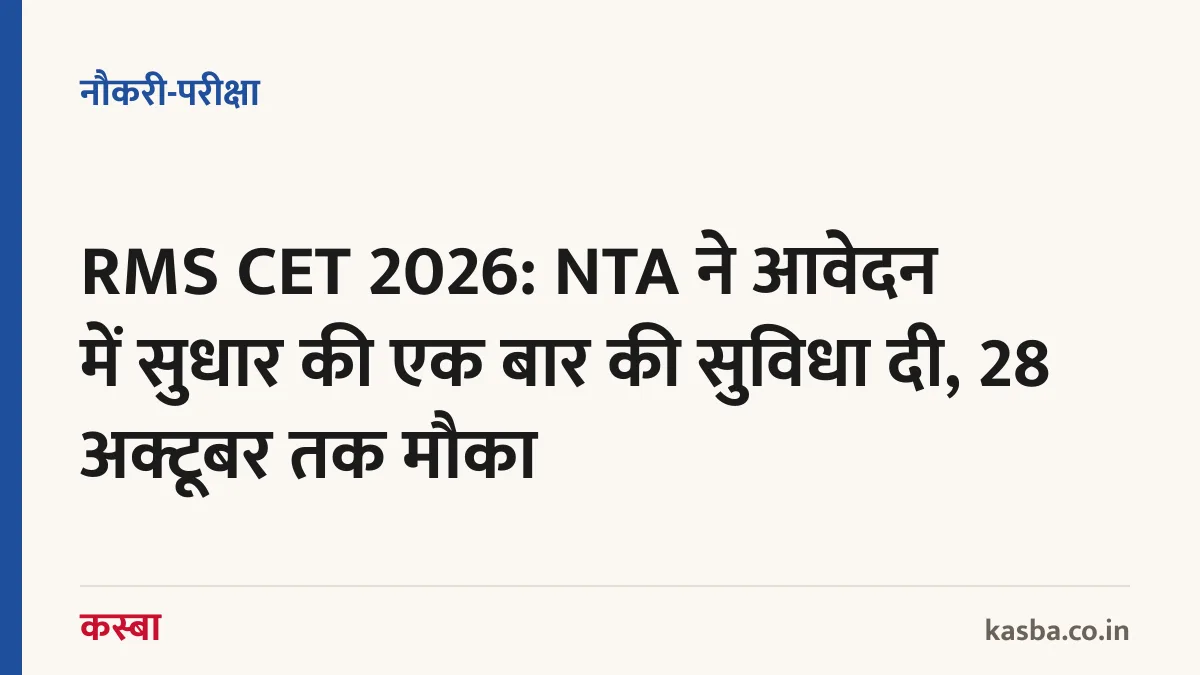 नौकरी-परीक्षा
RMS CET 2026: NTA ने आवेदन
में सुधार की एक बार की सुविधा दी, 28
अक्टूबर तक मौका
कस्बा
kasba.co.in